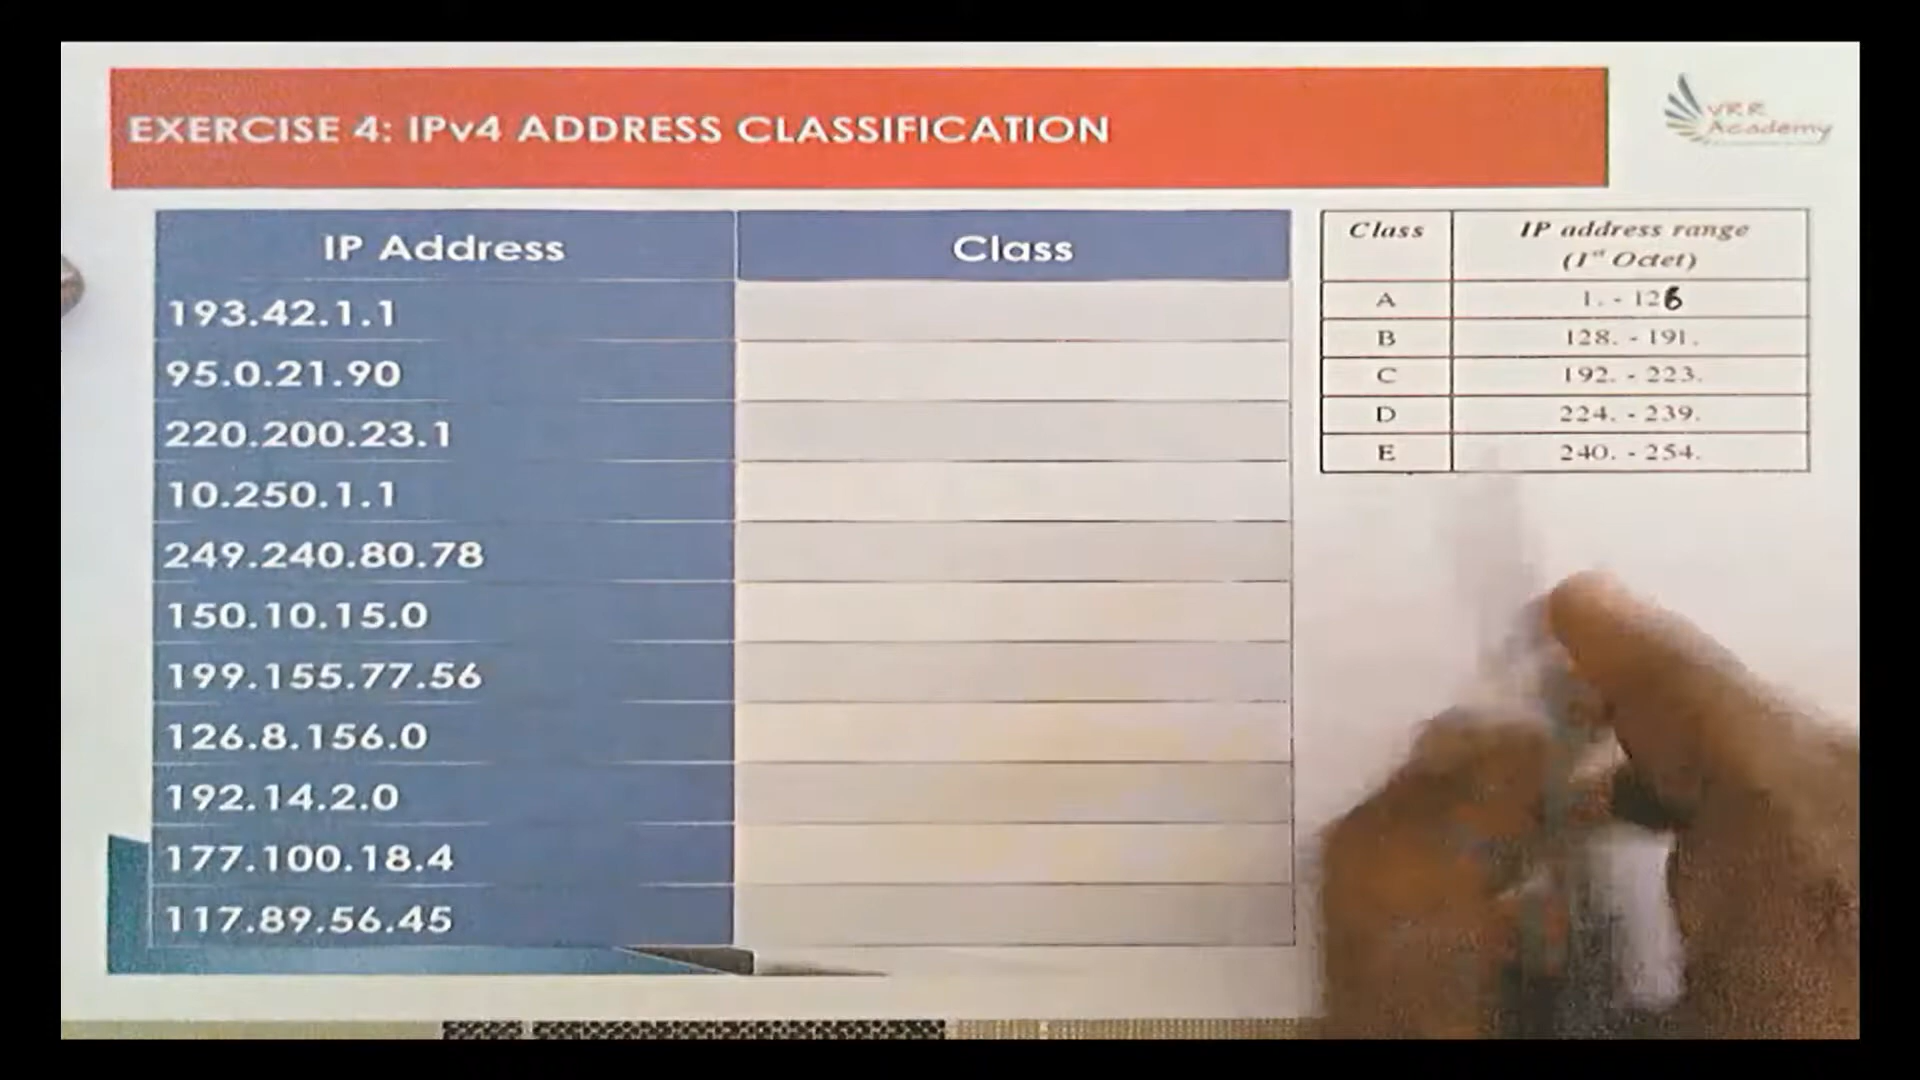 EXERCISE 4: IPv4 ADDRESS CLASSIFICATION
VRR
Academy
IP Address Class
193.42.1.1
95.0.21.90
220.200.23.1
10.250.1.1
249.240.80.78
150.10.15.0
199.155.77.56
126.8.156.0
192.14.2.0
177.100.18.4
117.89.56.45
Class IP address range
(1st Octet)
A 1. - 126
B 128. - 191.
C 192. - 223.
D 224. - 239.
E 240. - 254.